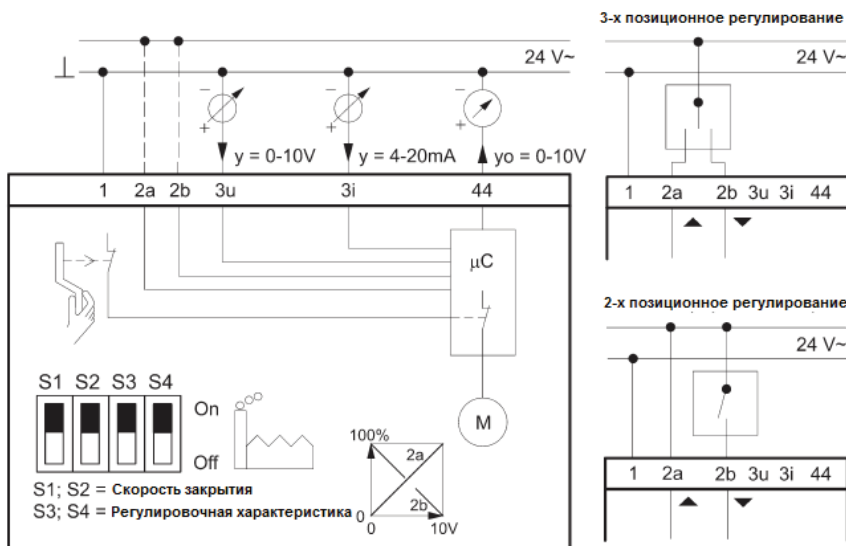 3-х позиционное регулирование
24 V~
⊥
− + y = 0-10V
− + y = 4-20mA
− + yo = 0-10V
1 2a 2b 3u 3i 44
μC
M
S1 S2 S3 S4
On
Off
S1; S2 = Скорость закрытия
S3; S4 = Регулировочная характеристика
100%
2a
2b
0
0 10V
24 V~
1 2a 2b 3u 3i 44
▲ ▼
2-х позиционное регулирование
24 V~
1 2a 2b 3u 3i 44
▲ ▼